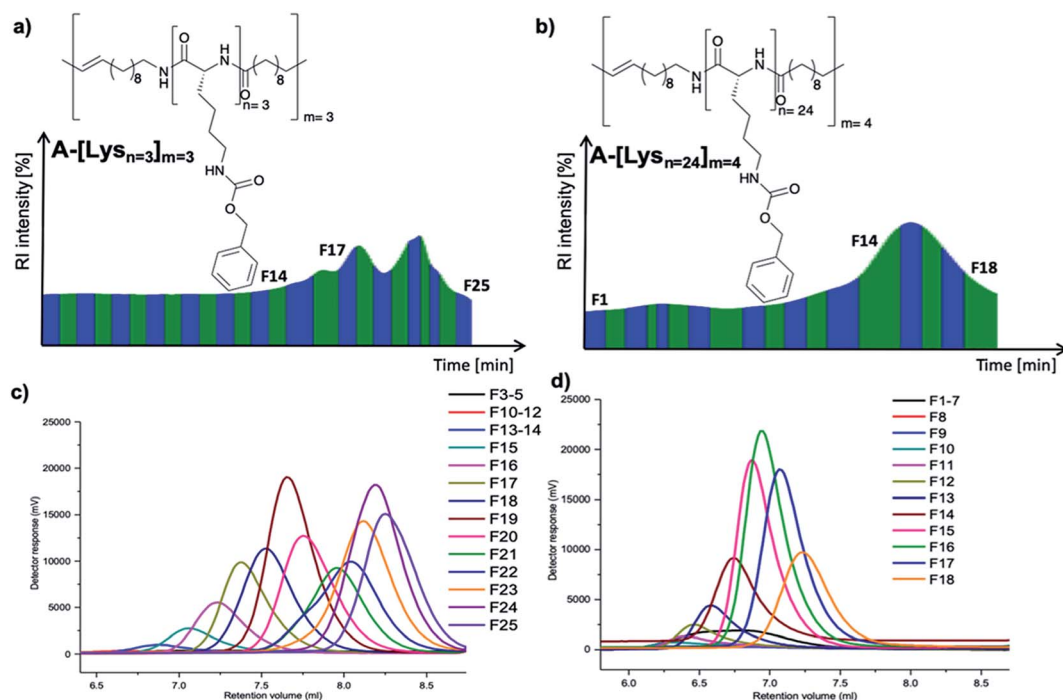 a)
O
H
N
8
N
H
O
n= 3
8
m= 3
RI intensity [%]
A-[Lysn=3]m=3
NH
O
O
F14
F17
F25
Time [min]
b)
O
H
N
8
N
H
O
n= 24
8
m= 4
RI intensity [%]
A-[Lysn=24]m=4
NH
O
O
F1
F14
F18
Time [min]
c)
25000
20000
15000
10000
5000
0
Detector response (mV)
6.5 7.0 7.5 8.0 8.5
Retention volume (ml)
F3-5
F10-12
F13-14
F15
F16
F17
F18
F19
F20
F21
F22
F23
F24
F25
d)
25000
20000
15000
10000
5000
0
Detector response (mV)
6.0 6.5 7.0 7.5 8.0 8.5
Retention volume (ml)
F1-7
F8
F9
F10
F11
F12
F13
F14
F15
F16
F17
F18